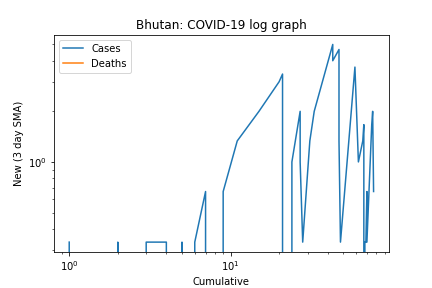 Bhutan: COVID-19 log graph
Cases
Deaths
New (3 day SMA)
10⁰
10⁰
10¹
Cumulative